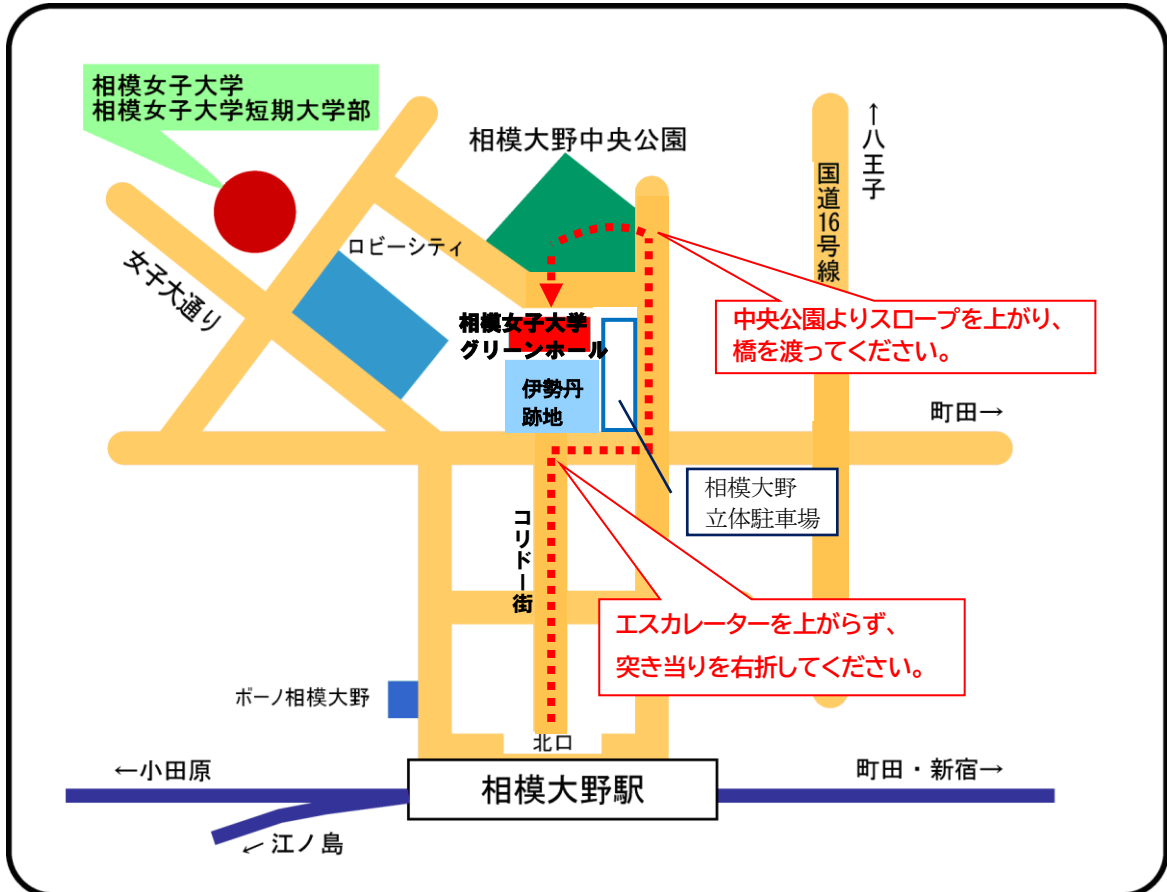 相模女子大学
相模女子大学短期大学部
相模大野中央公園
↑八王子
国道16号線
ロビーシティ
女子大通り
中央公園よりスロープを上がり、
橋を渡ってください。
相模女子大学
グリーンホール
伊勢丹
跡地
町田→
相模大野
立体駐車場
コリドー街
エスカレーターを上がらず、
突き当りを右折してください。
ボーノ相模大野
北口
←小田原
相模大野駅
町田・新宿→
←江ノ島